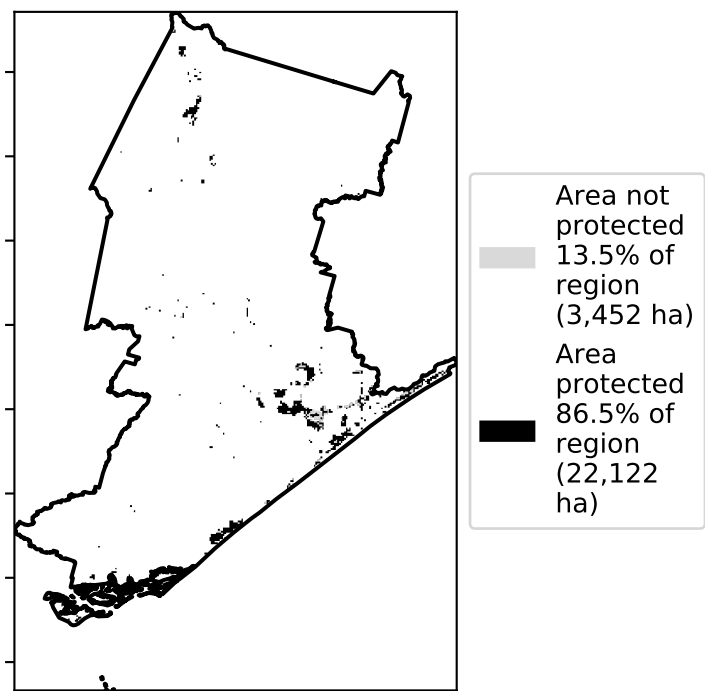 Area not
protected
13.5% of
region
(3,452 ha)
Area
protected
86.5% of
region
(22,122
ha)